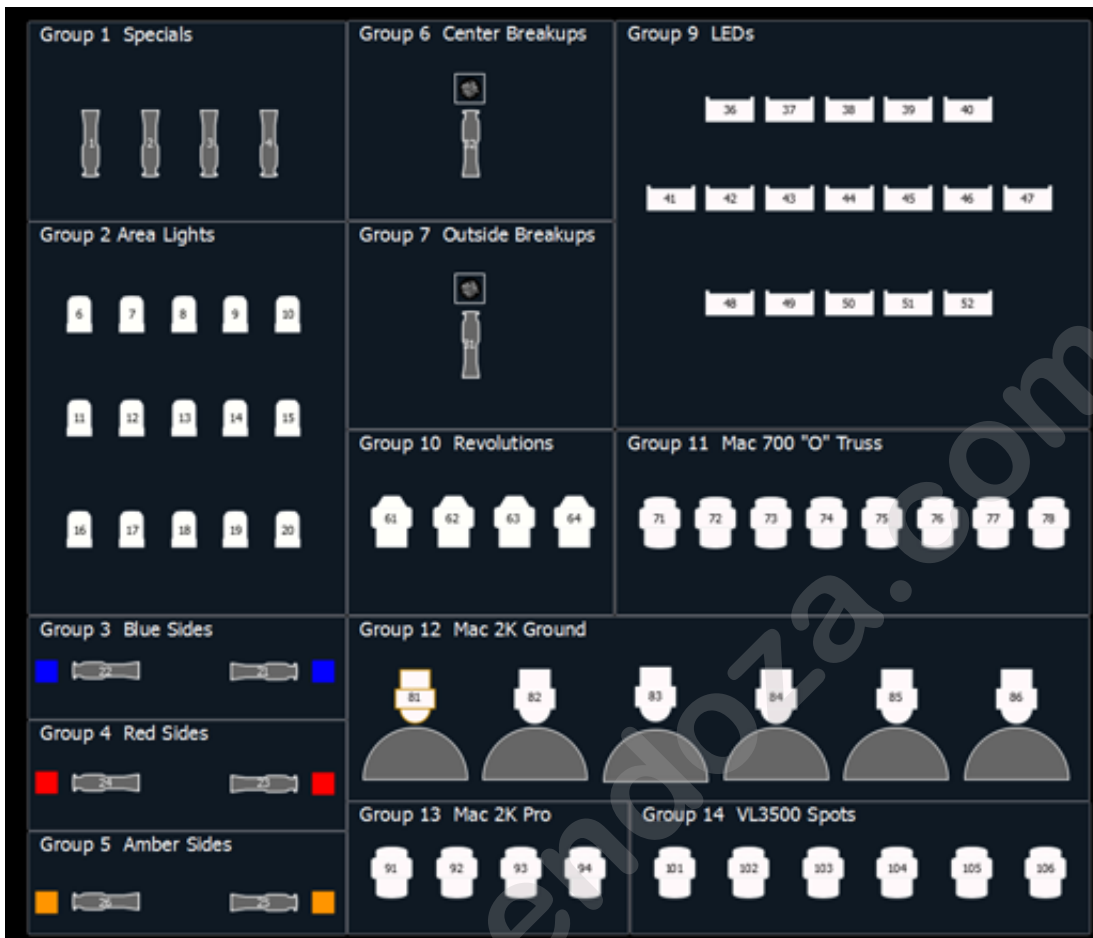 Group 1 Specials
1 2 3 4
Group 2 Area Lights
6 7 8 9 10
11 12 13 14 15
16 17 18 19 20
Group 3 Blue Sides
22 21
Group 4 Red Sides
24 23
Group 5 Amber Sides
26 25
Group 6 Center Breakups
32
Group 7 Outside Breakups
31
Group 9 LEDs
36 37 38 39 40
41 42 43 44 45 46 47
48 49 50 51 52
Group 10 Revolutions
61 62 63 64
Group 11 Mac 700 "O" Truss
71 72 73 74 75 76 77 78
Group 12 Mac 2K Ground
81 82 83 84 85 86
Group 13 Mac 2K Pro
91 92 93 94
Group 14 VL3500 Spots
101 102 103 104 105 106
endoza.com